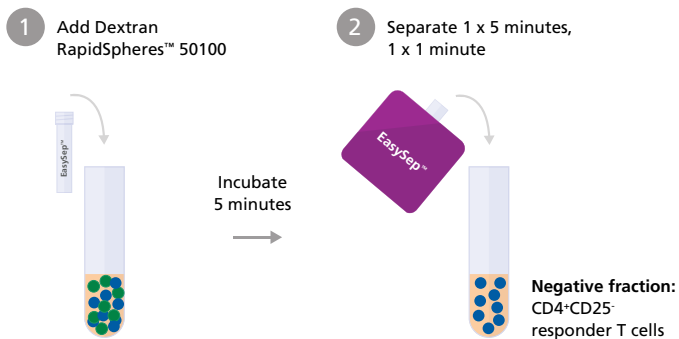 1
Add Dextran
RapidSpheres™ 50100
EasySep™
Incubate
5 minutes
2
Separate 1 x 5 minutes,
1 x 1 minute
EasySep™
Negative fraction:
CD4⁺CD25⁻
responder T cells